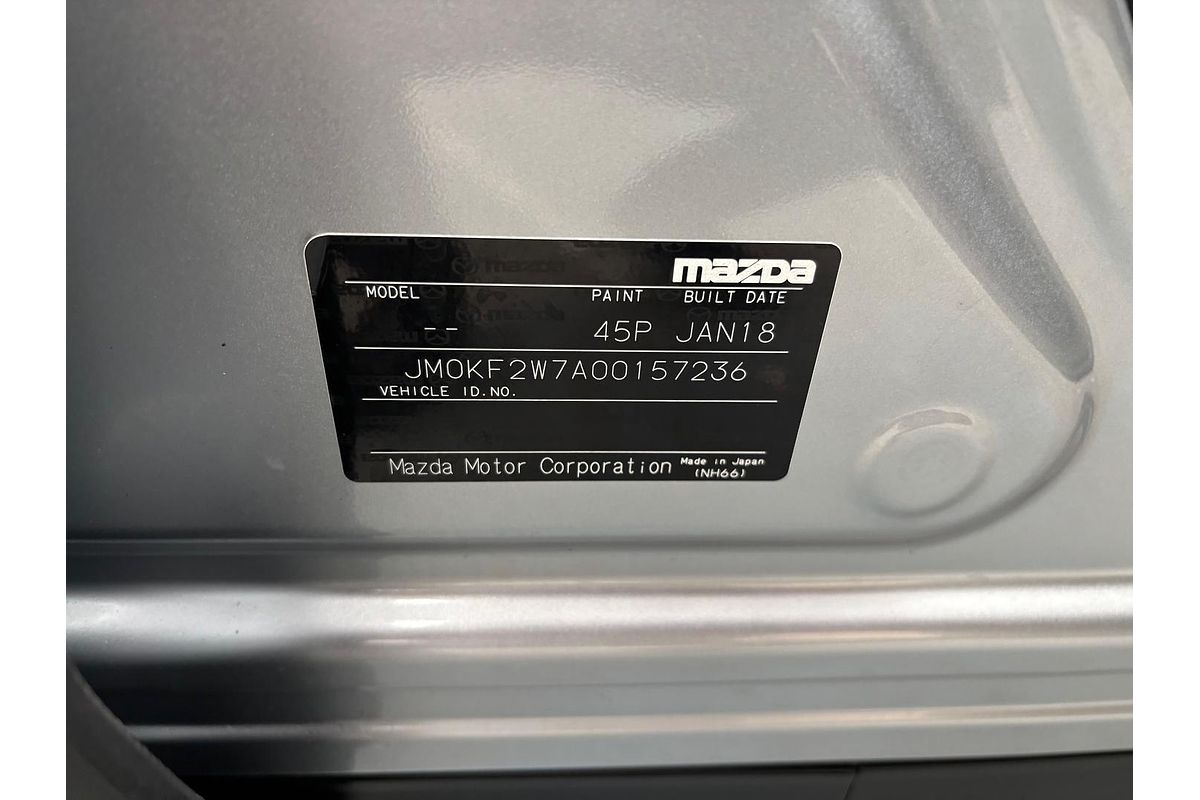 mazda
MODEL PAINT BUILT DATE
-- 45P JAN18
JM0KF2W7A00157236
VEHICLE ID.NO.
Mazda Motor Corporation Made in Japan
(NH66)